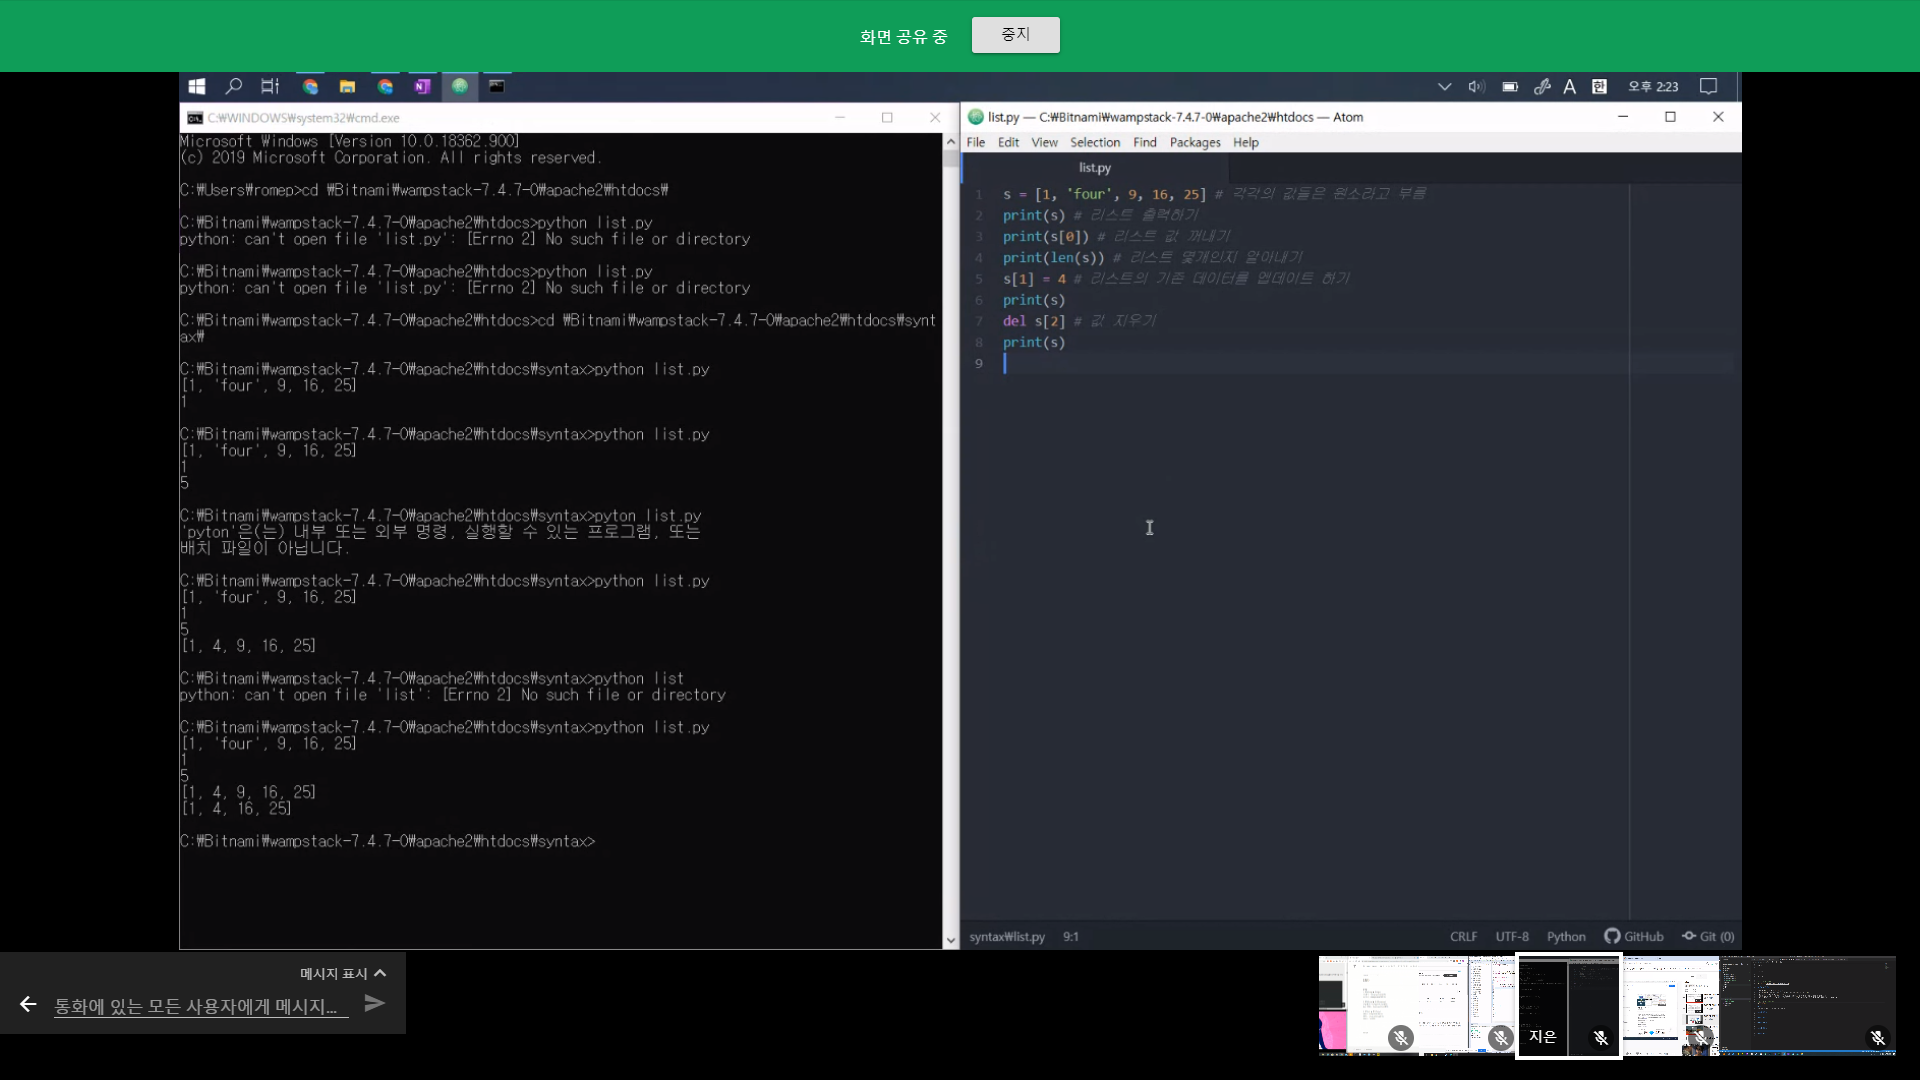 화면 공유 중
중지
오후 2:23
C:\WINDOWS\system32\cmd.exe
Microsoft Windows [Version 10.0.18362.900]
(c) 2019 Microsoft Corporation. All rights reserved.
C:₩Users₩romep>cd ₩Bitnami₩wampstack-7.4.7-0₩apache2₩htdocs₩
C:₩Bitnami₩wampstack-7.4.7-0₩apache2₩htdocs>python list.py
python: can't open file 'list.py': [Errno 2] No such file or directory
C:₩Bitnami₩wampstack-7.4.7-0₩apache2₩htdocs>python list.py
python: can't open file 'list.py': [Errno 2] No such file or directory
C:₩Bitnami₩wampstack-7.4.7-0₩apache2₩htdocs>cd ₩Bitnami₩wampstack-7.4.7-0₩apache2₩htdocs₩synt
ax₩
C:₩Bitnami₩wampstack-7.4.7-0₩apache2₩htdocs₩syntax>python list.py
[1, 'four', 9, 16, 25]
1
C:₩Bitnami₩wampstack-7.4.7-0₩apache2₩htdocs₩syntax>python list.py
[1, 'four', 9, 16, 25]
1
5
C:₩Bitnami₩wampstack-7.4.7-0₩apache2₩htdocs₩syntax>pyton list.py
'pyton'은(는) 내부 또는 외부 명령, 실행할 수 있는 프로그램, 또는
배치 파일이 아닙니다.
C:₩Bitnami₩wampstack-7.4.7-0₩apache2₩htdocs₩syntax>python list.py
[1, 'four', 9, 16, 25]
1
5
[1, 4, 9, 16, 25]
C:₩Bitnami₩wampstack-7.4.7-0₩apache2₩htdocs₩syntax>python list
python: can't open file 'list': [Errno 2] No such file or directory
C:₩Bitnami₩wampstack-7.4.7-0₩apache2₩htdocs₩syntax>python list.py
[1, 'four', 9, 16, 25]
1
5
[1, 4, 9, 16, 25]
[1, 4, 16, 25]
C:₩Bitnami₩wampstack-7.4.7-0₩apache2₩htdocs₩syntax>
list.py — C:₩Bitnami₩wampstack-7.4.7-0₩apache2₩htdocs — Atom
File Edit View Selection Find Packages Help
list.py
1 s = [1, 'four', 9, 16, 25] # 각각의 값들은 원소라고 부름
2 print(s) # 리스트 출력하기
3 print(s[0]) # 리스트 값 꺼내기
4 print(len(s)) # 리스트 몇개인지 알아내기
5 s[1] = 4 # 리스트의 기존 데이터를 업데이트 하기
6 print(s)
7 del s[2] # 값 지우기
8 print(s)
9
syntax₩list.py 9:1 CRLF UTF-8 Python GitHub Git (0)
메시지 표시
통화에 있는 모든 사용자에게 메시지...
지은